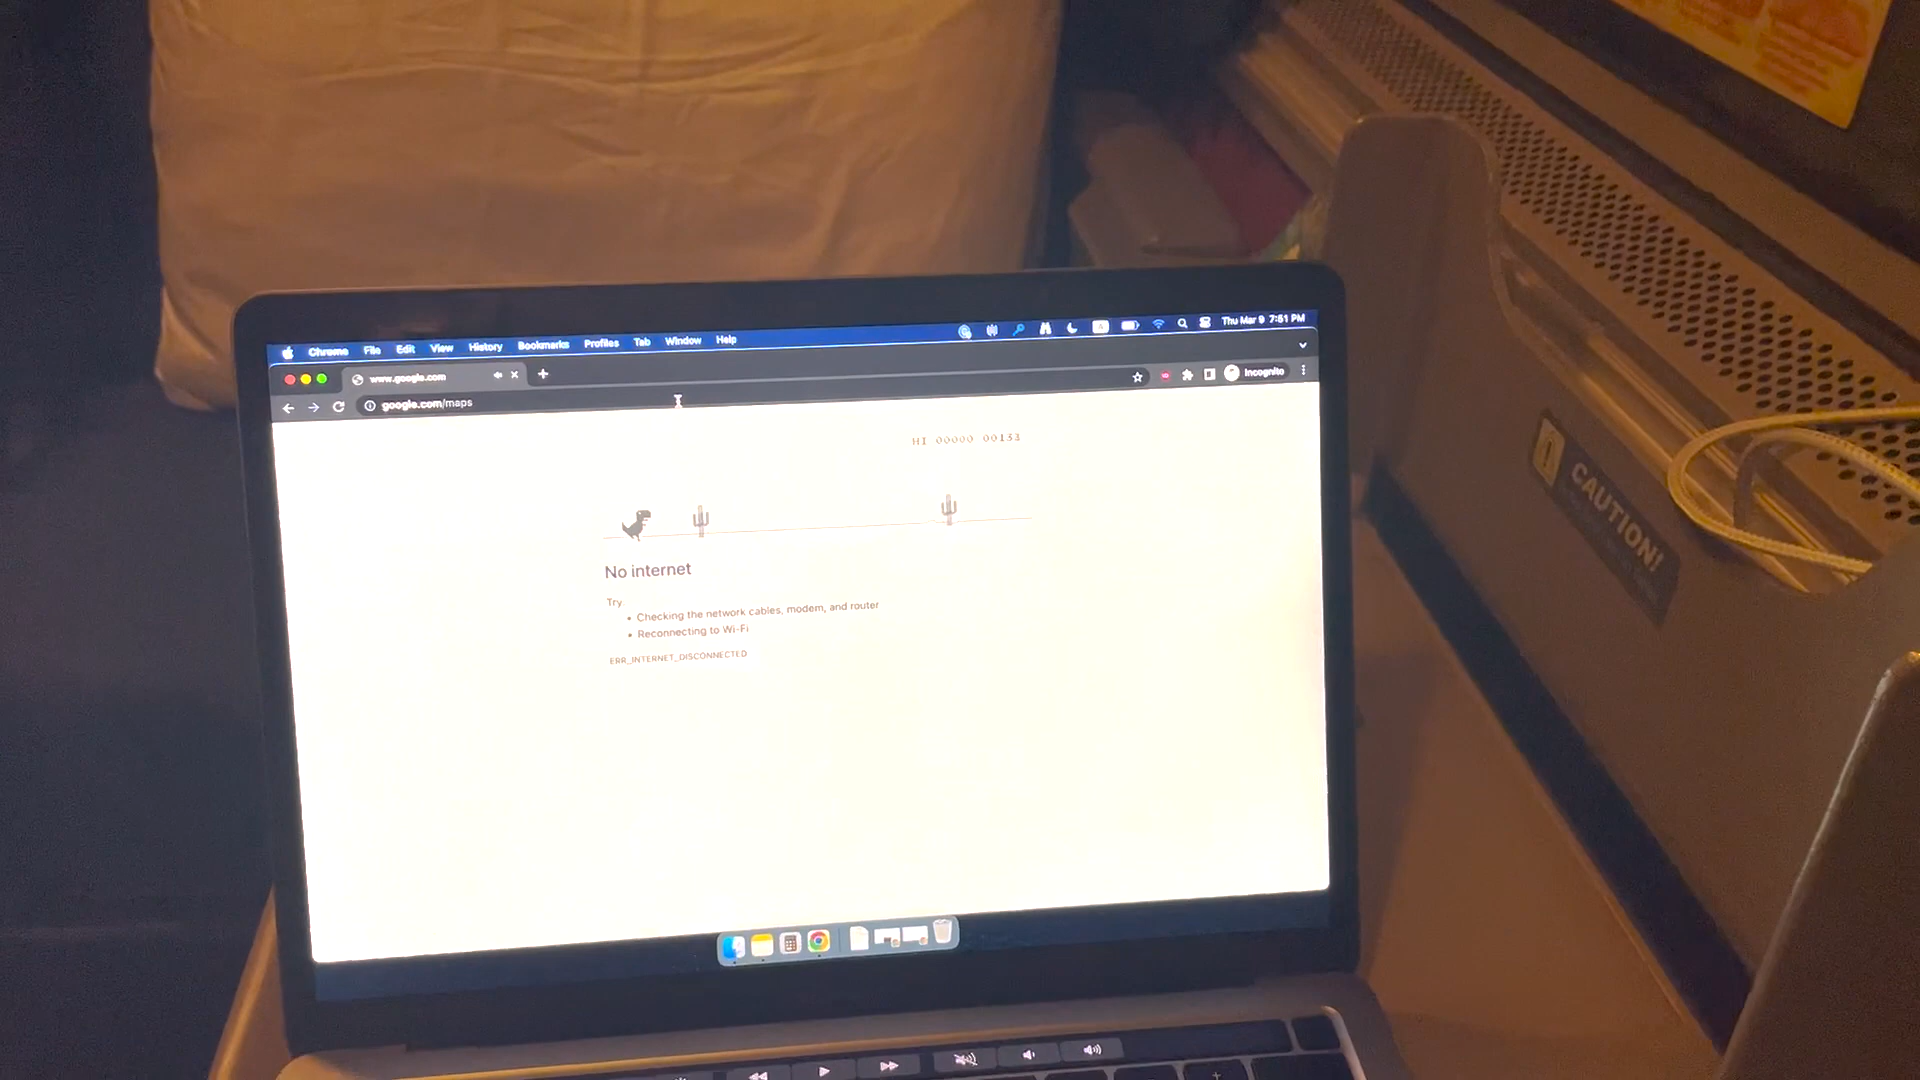 Chrome File Edit View History Bookmarks Profiles Tab Window Help Thu Mar 9 7:51 PM
www.google.com
google.com/maps Incognito
HI 00000 00153
No internet
Try
Checking the network cables, modem, and router
Reconnecting to Wi-Fi
ERR_INTERNET_DISCONNECTED
CAUTION!